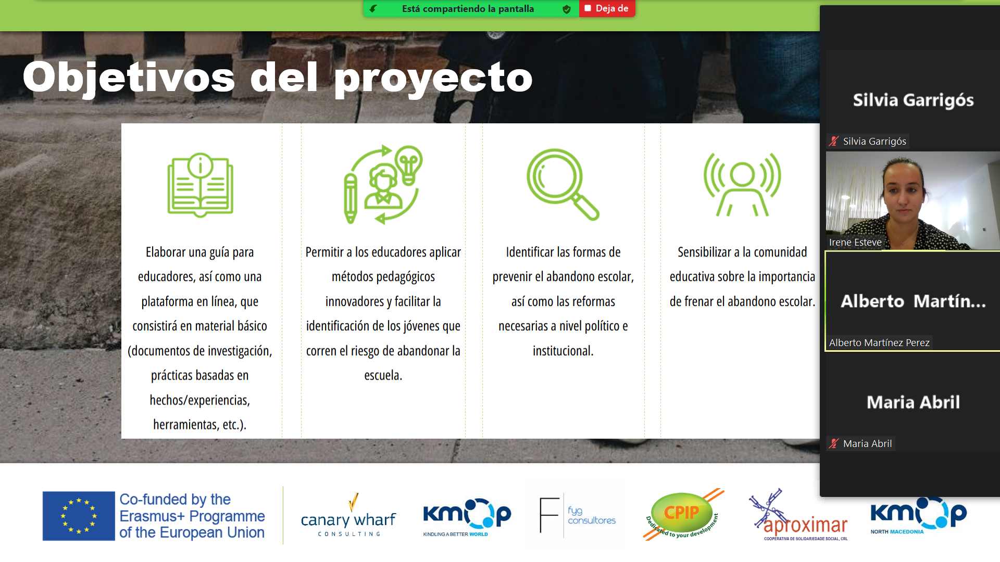 Está compartiendo la pantalla
Deja de
Objetivos del proyecto
Elaborar una guía para
educadores, así como una
plataforma en línea, que
consistirá en material básico
(documentos de investigación,
prácticas basadas en
hechos/experiencias,
herramientas, etc.).
Permitir a los educadores aplicar
métodos pedagógicos
innovadores y facilitar la
identificación de los jóvenes que
corren el riesgo de abandonar la
escuela.
Identificar las formas de
prevenir el abandono escolar,
así como las reformas
necesarias a nivel político e
institucional.
Sensibilizar a la comunidad
educativa sobre la importancia
de frenar el abandono escolar.
Silvia Garrigós
Silvia Garrigós
Irene Esteve
Alberto Martín...
Alberto Martínez Perez
Maria Abril
Maria Abril
Co-funded by the
Erasmus+ Programme
of the European Union
canary wharf
CONSULTING
kmop
KINDLING A BETTER WORLD
F
fyg
consultores
CPIP
Dedicated to your development
aproximar
COOPERATIVA DE SOLIDARIEDADE SOCIAL, CRL
kmop
NORTH MACEDONIA